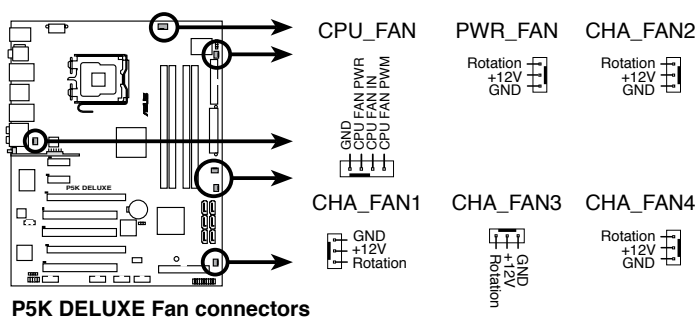 CPU_FAN
PWR_FAN
CHA_FAN2
GND
CPU FAN PWR
CPU FAN IN
CPU FAN PWM
Rotation
+12V
GND
Rotation
+12V
GND
ASUS
P5K DELUXE
CHA_FAN1
CHA_FAN3
CHA_FAN4
GND
+12V
Rotation
Rotation
+12V
GND
Rotation
+12V
GND
P5K DELUXE Fan connectors